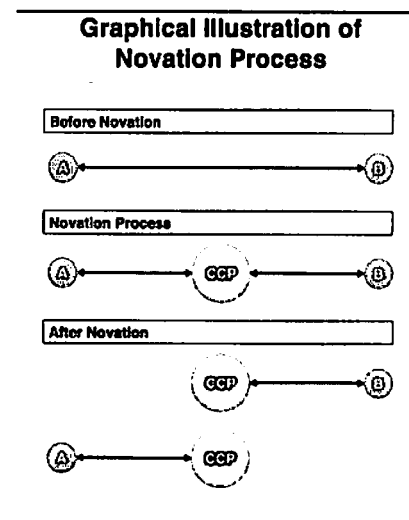 Graphical Illustration of
Novation Process
Before Novation
A B
Novation Process
A CCP B
After Novation
CCP B
A CCP